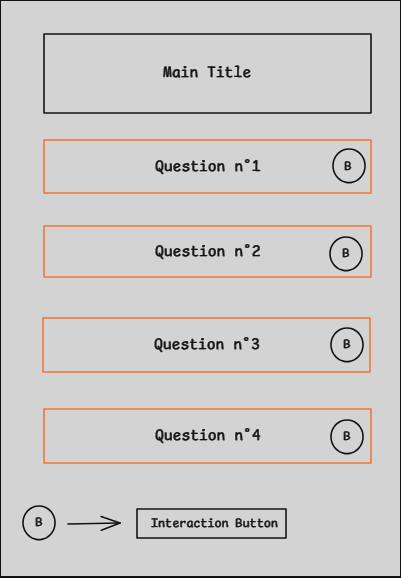 Main Title
Question n°1
B
Question n°2
B
Question n°3
B
Question n°4
B
B
Interaction Button